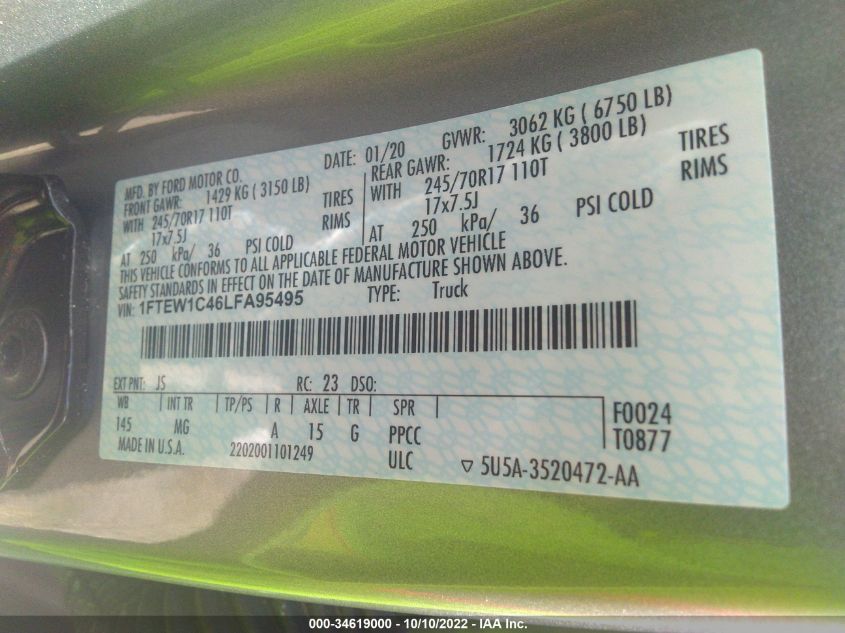 MFD. BY FORD MOTOR CO.
DATE: 01/20 GVWR: 3062 KG ( 6750 LB)
FRONT GAWR: 1429 KG ( 3150 LB)
WITH 245/70R17 110T TIRES
17x7.5J RIMS
AT 250 kPa/ 36 PSI COLD
REAR GAWR: 1724 KG ( 3800 LB)
WITH 245/70R17 110T TIRES
17x7.5J RIMS
AT 250 kPa/ 36 PSI COLD
THIS VEHICLE CONFORMS TO ALL APPLICABLE FEDERAL MOTOR VEHICLE
SAFETY STANDARDS IN EFFECT ON THE DATE OF MANUFACTURE SHOWN ABOVE.
VIN: 1FTEW1C46LFA95495 TYPE: Truck
EXT PNT: JS RC: 23 DSO:
WB INT TR TP/PS R AXLE TR SPR
145 MG A 15 G PPCC
ULC
F0024
T0877
MADE IN U.S.A. 2202001101249
5U5A-3520472-AA
000-34619000 - 10/10/2022 - IAA Inc.